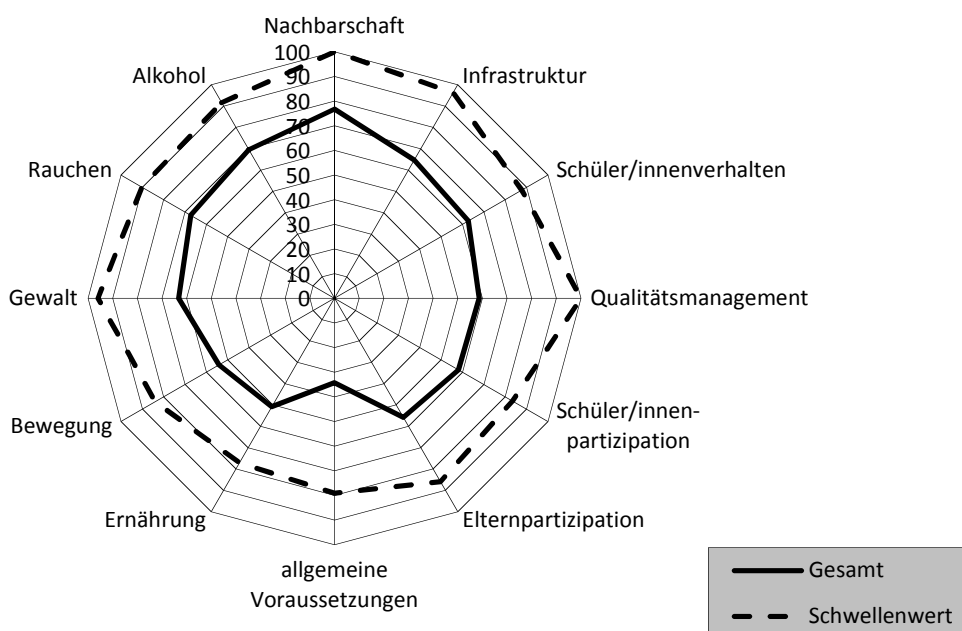 Nachbarschaft
Infrastruktur
Schüler/innenverhalten
Qualitätsmanagement
Schüler/innen-
partizipation
Elternpartizipation
allgemeine
Voraussetzungen
Ernährung
Bewegung
Gewalt
Rauchen
Alkohol
100
90
80
70
60
50
40
30
20
10
0
Gesamt
Schwellenwert